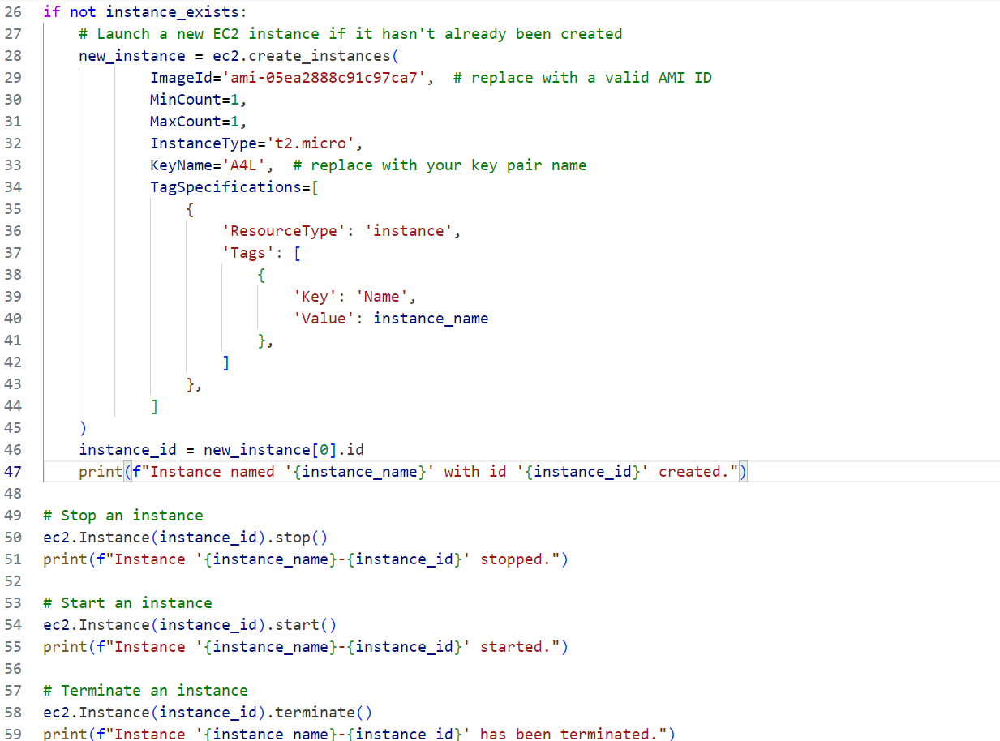 26 if not instance_exists:
27     # Launch a new EC2 instance if it hasn't already been created
28     new_instance = ec2.create_instances(
29             ImageId='ami-05ea2888c91c97ca7',  # replace with a valid AMI ID
30             MinCount=1,
31             MaxCount=1,
32             InstanceType='t2.micro',
33             KeyName='A4L',  # replace with your key pair name
34             TagSpecifications=[
35                 {
36                     'ResourceType': 'instance',
37                     'Tags': [
38                         {
39                             'Key': 'Name',
40                             'Value': instance_name
41                         },
42                     ]
43                 },
44             ]
45     )
46     instance_id = new_instance[0].id
47     print(f"Instance named '{instance_name}' with id '{instance_id}' created.")
48
49 # Stop an instance
50 ec2.Instance(instance_id).stop()
51 print(f"Instance '{instance_name}-{instance_id}' stopped.")
52
53 # Start an instance
54 ec2.Instance(instance_id).start()
55 print(f"Instance '{instance_name}-{instance_id}' started.")
56
57 # Terminate an instance
58 ec2.Instance(instance_id).terminate()
59 print(f"Instance '{instance_name}-{instance_id}' has been terminated.")